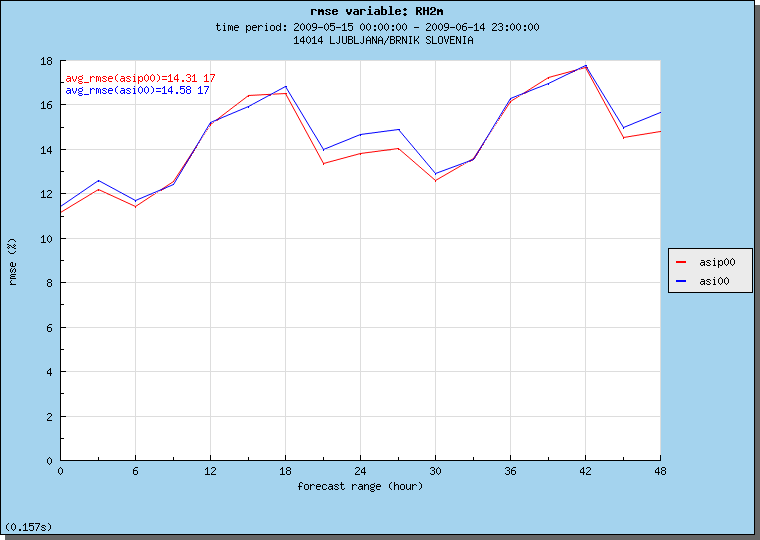 rmse variable: RH2m
time period: 2009-05-15 00:00:00 - 2009-06-14 23:00:00
14014 LJUBLJANA/BRNIK SLOVENIA
avg_rmse(asip00)=14.31 17
avg_rmse(asi00)=14.58 17
18
16
14
12
10
8
6
4
2
0
rmse (%)
0 6 12 18 24 30 36 42 48
forecast range (hour)
asip00
asi00
(0.157s)